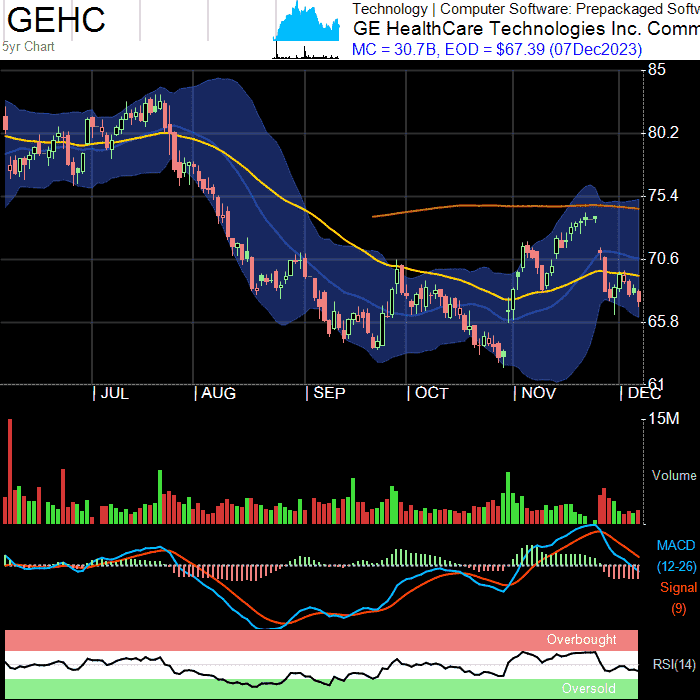 GEHC
5yr Chart
Technology | Computer Software: Prepackaged Softw
GE HealthCare Technologies Inc. Comm
MC = 30.7B, EOD = $67.39 (07Dec2023)
85
80.2
75.4
70.6
65.8
61
| JUL
| AUG
| SEP
| OCT
| NOV
| DEC
15M
Volume
MACD
(12-26)
Signal
(9)
Overbought
RSI(14)
Oversold